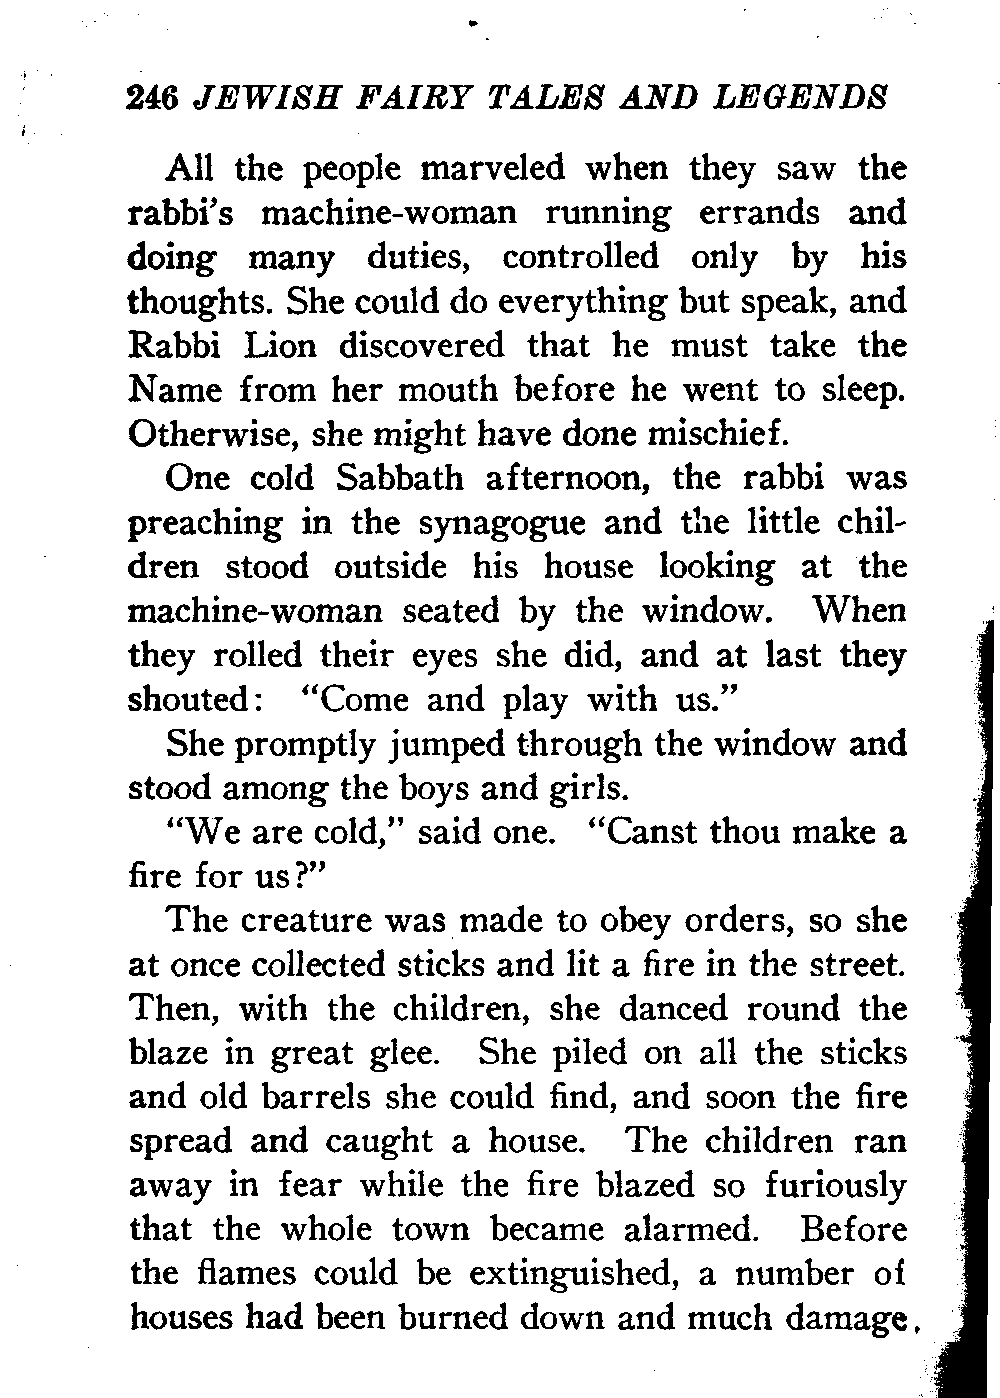 246 JEWISH FAIRY TALES AND LEGENDS
All the people marveled when they saw the
rabbi's machine-woman running errands and
doing many duties, controlled only by his
thoughts. She could do everything but speak, and
Rabbi Lion discovered that he must take the
Name from her mouth before he went to sleep.
Otherwise, she might have done mischief.
One cold Sabbath afternoon, the rabbi was
preaching in the synagogue and the little chil-
dren stood outside his house looking at the
machine-woman seated by the window. When
they rolled their eyes she did, and at last they
shouted: "Come and play with us."
She promptly jumped through the window and
stood among the boys and girls.
"We are cold," said one. "Canst thou make a
fire for us?"
The creature was made to obey orders, so she
at once collected sticks and lit a fire in the street.
Then, with the children, she danced round the
blaze in great glee. She piled on all the sticks
and old barrels she could find, and soon the fire
spread and caught a house. The children ran
away in fear while the fire blazed so furiously
that the whole town became alarmed. Before
the flames could be extinguished, a number of
houses had been burned down and much damage